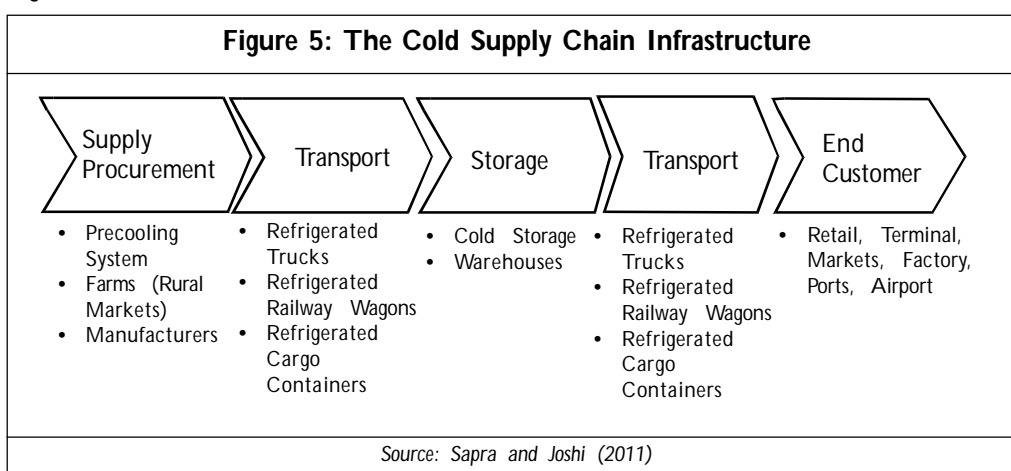 Figure 5: The Cold Supply Chain Infrastructure
Supply
Procurement
Transport
Storage
Transport
End
Customer
• Precooling
System
• Farms (Rural
Markets)
• Manufacturers
• Refrigerated
Trucks
• Refrigerated
Railway Wagons
• Refrigerated
Cargo
Containers
• Cold Storage
• Warehouses
• Refrigerated
Trucks
• Refrigerated
Railway Wagons
• Refrigerated
Cargo
Containers
• Retail, Terminal,
Markets, Factory,
Ports, Airport
Source: Sapra and Joshi (2011)